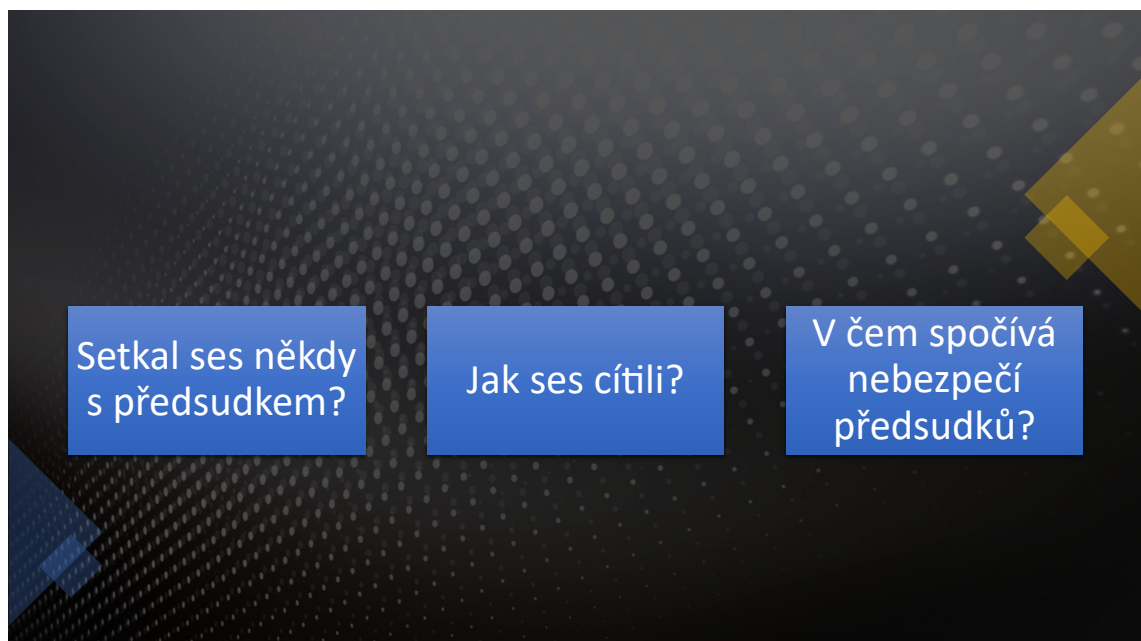 Setkal ses někdy
s předsudkem?
Jak ses cítili?
V čem spočívá
nebezpečí
předsudků?